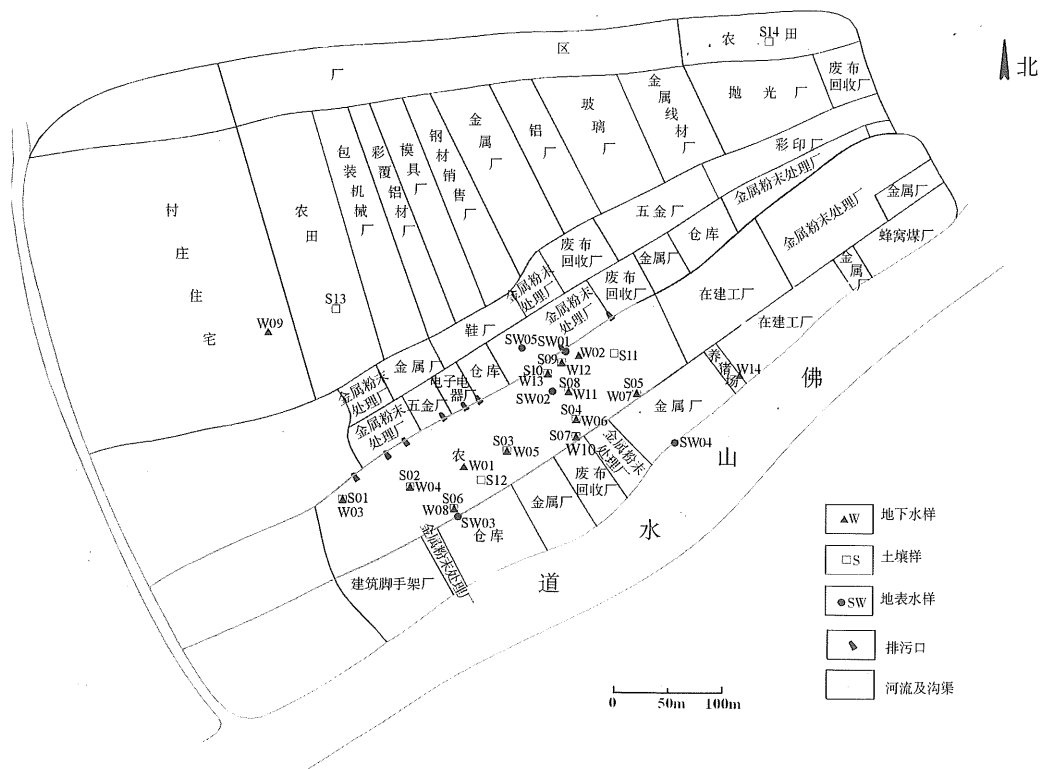 农 S14 田
厂 区
北
废布
回收厂
抛光厂
金属线材厂
玻璃厂
铝厂
金属厂
钢材销售厂
模具厂
彩覆铝材厂
包装机械厂
农田
S13
村庄住宅
W09
彩印厂
金属粉末处理厂
五金厂
仓库
金属厂
废布
回收厂
废布
回收厂
金属粉末
处理厂
金属粉末
处理厂
金属粉末处理厂
金属厂
蜂窝煤厂
金属厂
在建工厂
在建工厂
鞋厂
金属厂
仓库
电子电
器厂
五金厂
金属粉末
处理厂
金属粉末
处理厂
SW05
SW01
W02
S11
S09
W12
S10
W13
SW02
S08
W11
S05
W07
S04
W06
S07
W10
养猪场
W14
金属厂
SW04
金属粉末
处理厂
废布
回收厂
金属厂
农
S03
W05
W01
S12
S02
W04
S01
W03
S06
W08
SW03
仓库
金属粉末处理厂
建筑脚手架厂
佛
山
水
道
W 地下水样
S 土壤样
SW 地表水样
排污口
河流及沟渠
0 50m 100m